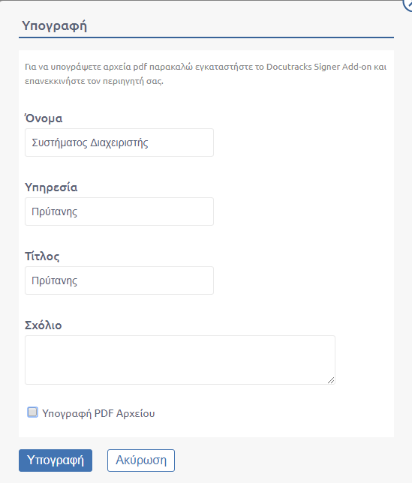 Υπογραφή
Για να υπογράψετε αρχεία pdf παρακαλώ εγκαταστήστε το Docutracks Signer Add-on και
επανεκκινήστε τον περιηγητή σας.
Όνομα
Συστήματος Διαχειριστής
Υπηρεσία
Πρύτανης
Τίτλος
Πρύτανης
Σχόλιο
Υπογραφή PDF Αρχείου
Υπογραφή
Ακύρωση